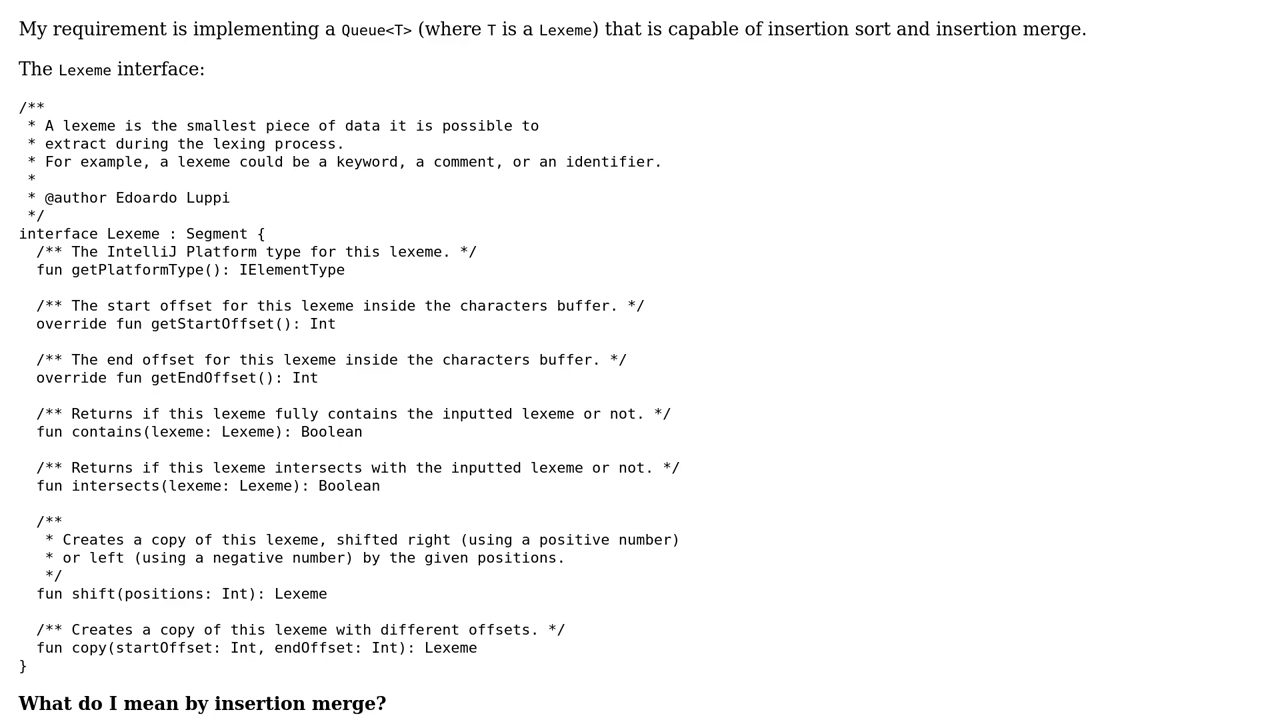 My requirement is implementing a Queue<T> (where T is a Lexeme) that is capable of insertion sort and insertion merge.
The Lexeme interface:
/**
 * A lexeme is the smallest piece of data it is possible to
 * extract during the lexing process.
 * For example, a lexeme could be a keyword, a comment, or an identifier.
 *
 * @author Edoardo Luppi
 */
interface Lexeme : Segment {
  /** The IntelliJ Platform type for this lexeme. */
  fun getPlatformType(): IElementType

  /** The start offset for this lexeme inside the characters buffer. */
  override fun getStartOffset(): Int

  /** The end offset for this lexeme inside the characters buffer. */
  override fun getEndOffset(): Int

  /** Returns if this lexeme fully contains the inputted lexeme or not. */
  fun contains(lexeme: Lexeme): Boolean

  /** Returns if this lexeme intersects with the inputted lexeme or not. */
  fun intersects(lexeme: Lexeme): Boolean

  /**
   * Creates a copy of this lexeme, shifted right (using a positive number)
   * or left (using a negative number) by the given positions.
   */
  fun shift(positions: Int): Lexeme

  /** Creates a copy of this lexeme with different offsets. */
  fun copy(startOffset: Int, endOffset: Int): Lexeme
}
What do I mean by insertion merge?